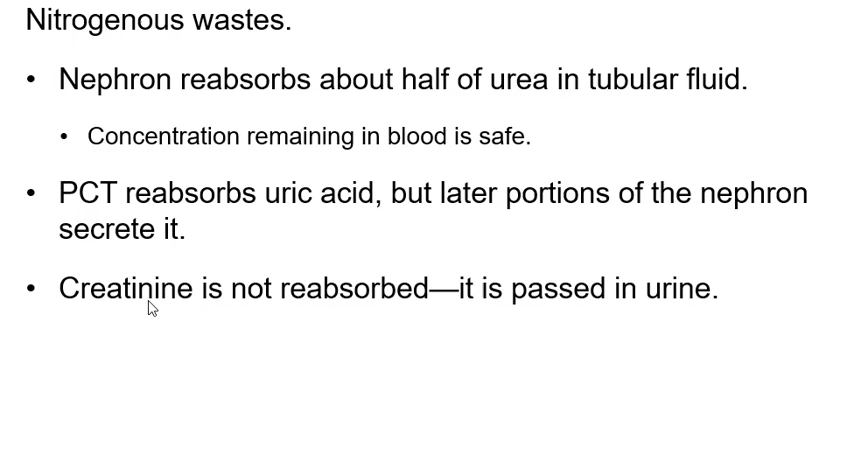 Nitrogenous wastes.
• Nephron reabsorbs about half of urea in tubular fluid.
• Concentration remaining in blood is safe.
• PCT reabsorbs uric acid, but later portions of the nephron
secrete it.
• Creatinine is not reabsorbed—it is passed in urine.